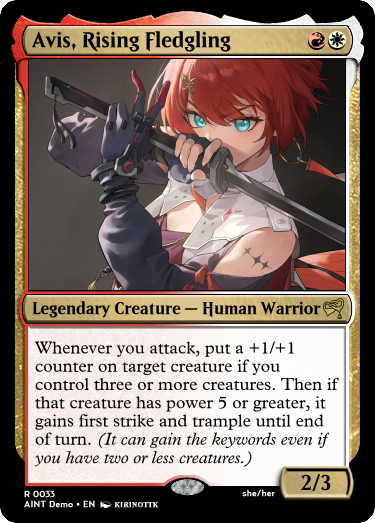 Avis, Rising Fledgling
Legendary Creature — Human Warrior
Whenever you attack, put a +1/+1
counter on target creature if you
control three or more creatures. Then if
that creature has power 5 or greater, it
gains first strike and trample until end
of turn. (It can gain the keywords even if
you have two or less creatures.)
2/3
R 0033
she/her
AINT Demo • EN KIRINOTTK